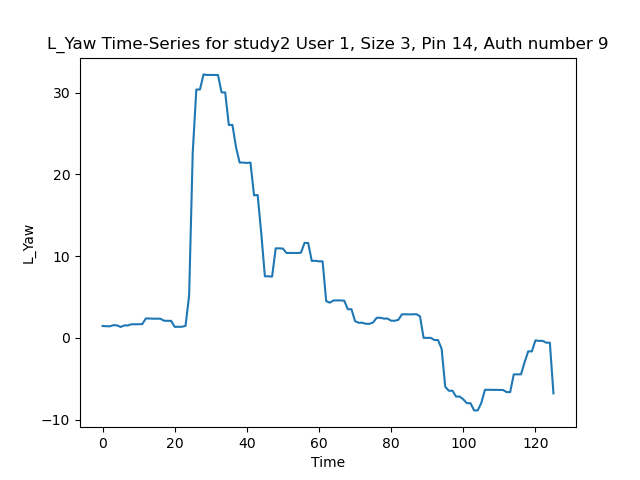 L_Yaw Time-Series for study2 User 1, Size 3, Pin 14, Auth number 9
30
20
10
0
−10
L_Yaw
0 20 40 60 80 100 120
Time